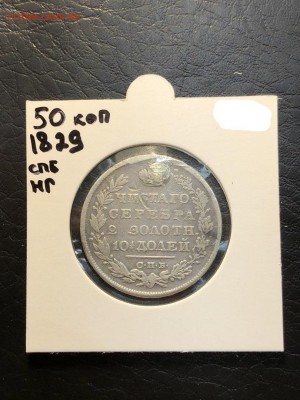 50 коп
1829
спб
нг
ЧИСТАГО
СЕРЕБРА
2 ЗОЛОТН.
10½ ДОЛЕЙ.
С.П.Б.